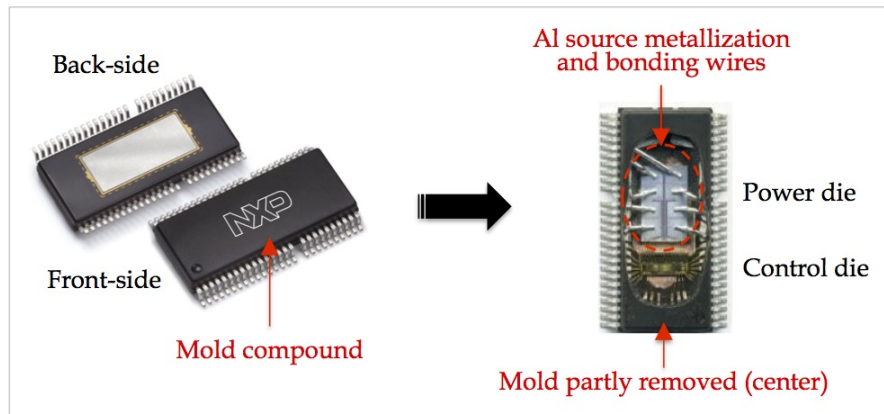 Back-side
NXP
Front-side
Mold compound
Al source metallization
and bonding wires
Power die
Control die
Mold partly removed (center)